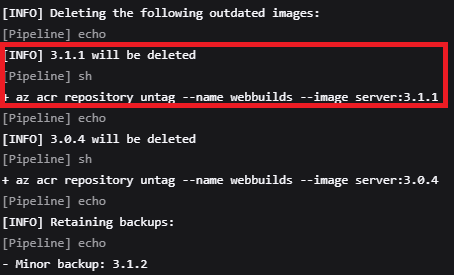 [INFO] Deleting the following outdated images:
[Pipeline] echo
[INFO] 3.1.1 will be deleted
[Pipeline] sh
+ az acr repository untag --name webbuilds --image server:3.1.1
[Pipeline] echo
[INFO] 3.0.4 will be deleted
[Pipeline] sh
+ az acr repository untag --name webbuilds --image server:3.0.4
[Pipeline] echo
[INFO] Retaining backups:
[Pipeline] echo
- Minor backup: 3.1.2